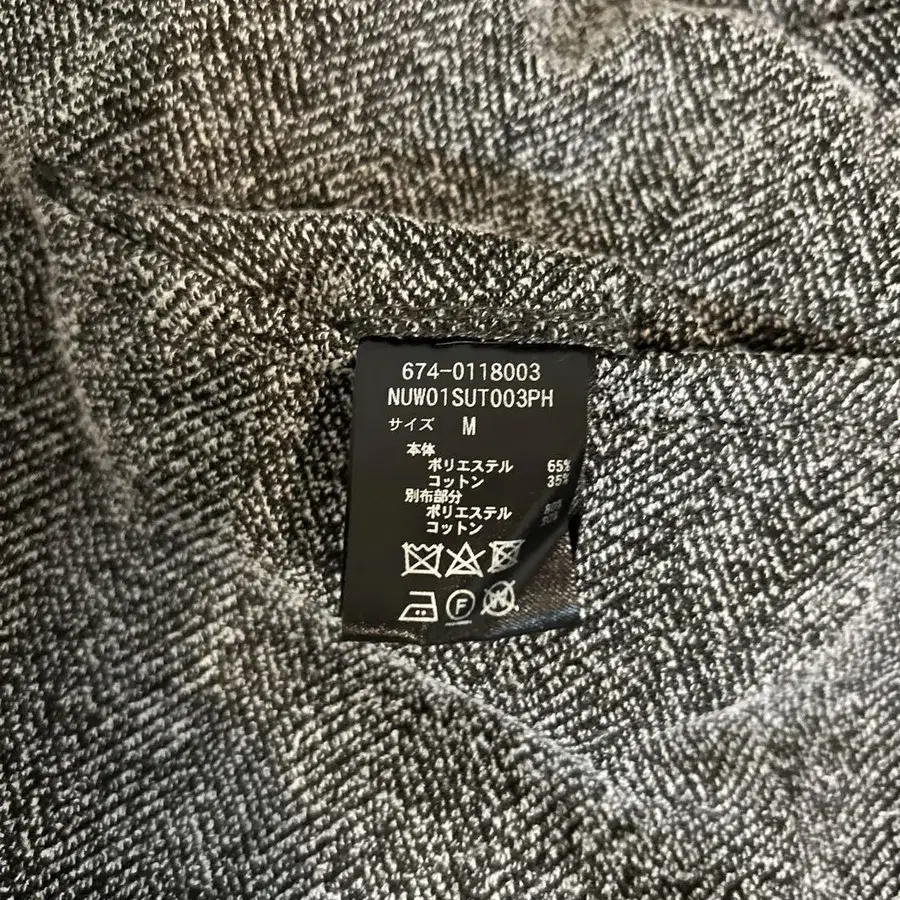 674-0118003
NUW01SUT003PH
サイズ M
本体
ポリエステル 65%
コットン 35%
別布部分
ポリエステル
コットン
F
W